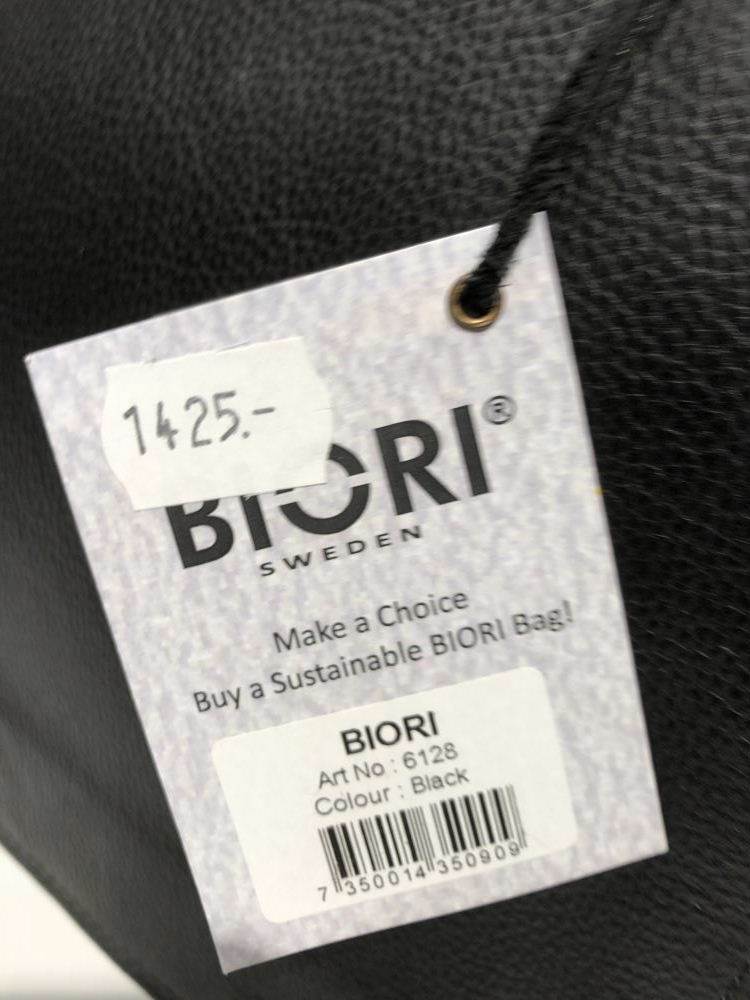 1425.-
BIORI®
SWEDEN
Make a Choice
Buy a Sustainable BIORI Bag!
BIORI
Art No : 6128
Colour : Black
7 350014 350909